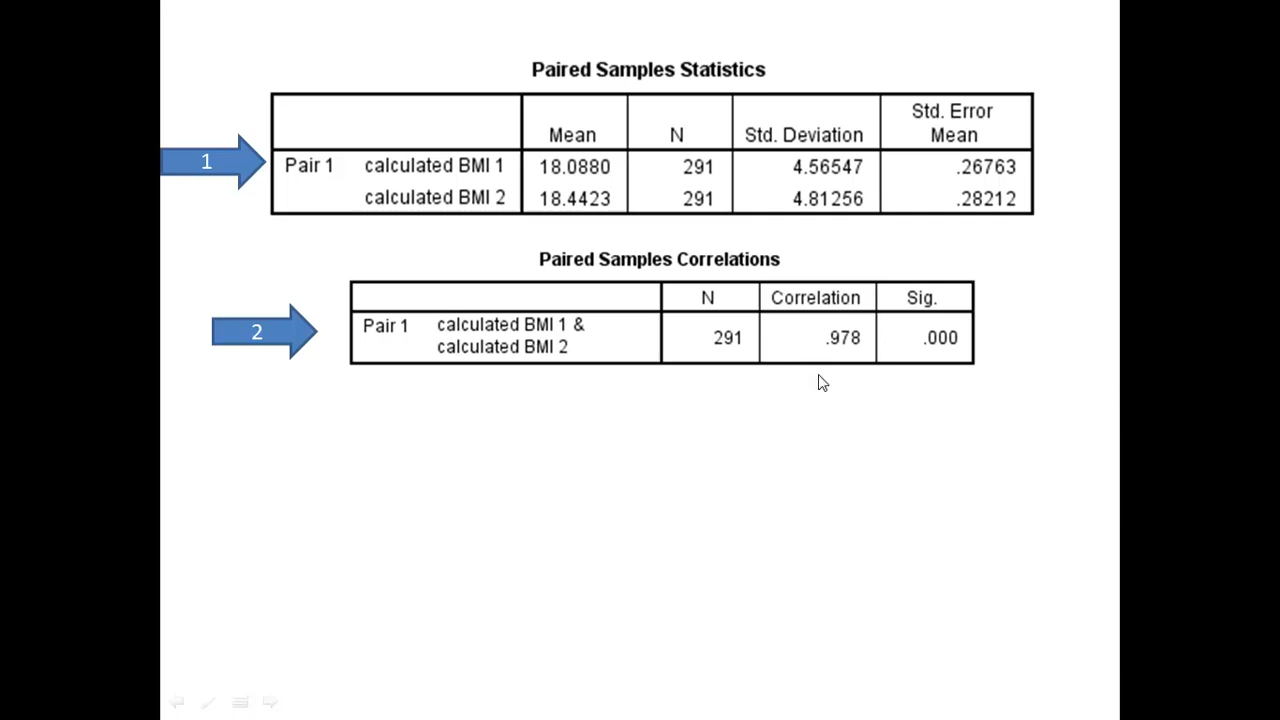 Paired Samples Statistics
Mean N Std. Deviation Std. Error Mean
1
Pair 1 calculated BMI 1 18.0880 291 4.56547 .26763
calculated BMI 2 18.4423 291 4.81256 .28212
Paired Samples Correlations
N Correlation Sig.
2
Pair 1 calculated BMI 1 &
calculated BMI 2 291 .978 .000